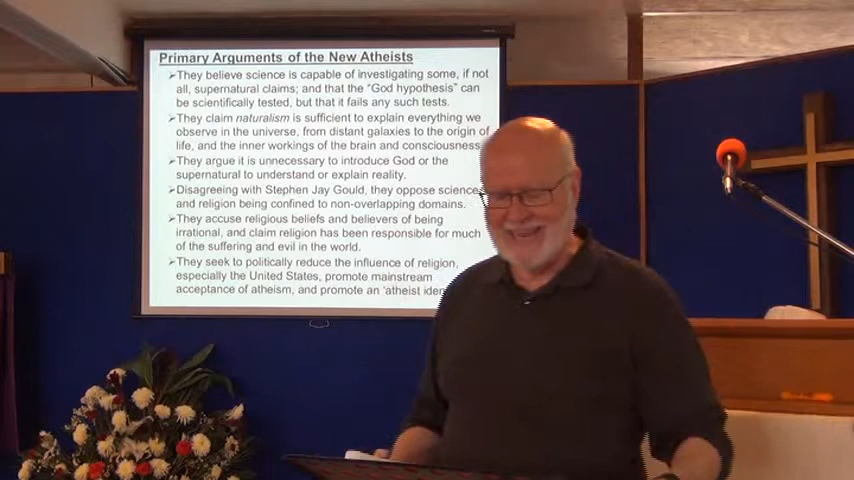 Primary Arguments of the New Atheists
➢They believe science is capable of investigating some, if not
all, supernatural claims; and that the “God hypothesis” can
be scientifically tested, but that it fails any such tests.
➢They claim naturalism is sufficient to explain everything we
observe in the universe, from distant galaxies to the origin of
life, and the inner workings of the brain and consciousness.
➢They argue it is unnecessary to introduce God or the
supernatural to understand or explain reality.
➢Disagreeing with Stephen Jay Gould, they oppose science
and religion being confined to non-overlapping domains.
➢They accuse religious beliefs and believers of being
irrational, and claim religion has been responsible for much
of the suffering and evil in the world.
➢They seek to politically reduce the influence of religion,
especially the United States, promote mainstream
acceptance of atheism, and promote an ‘atheist